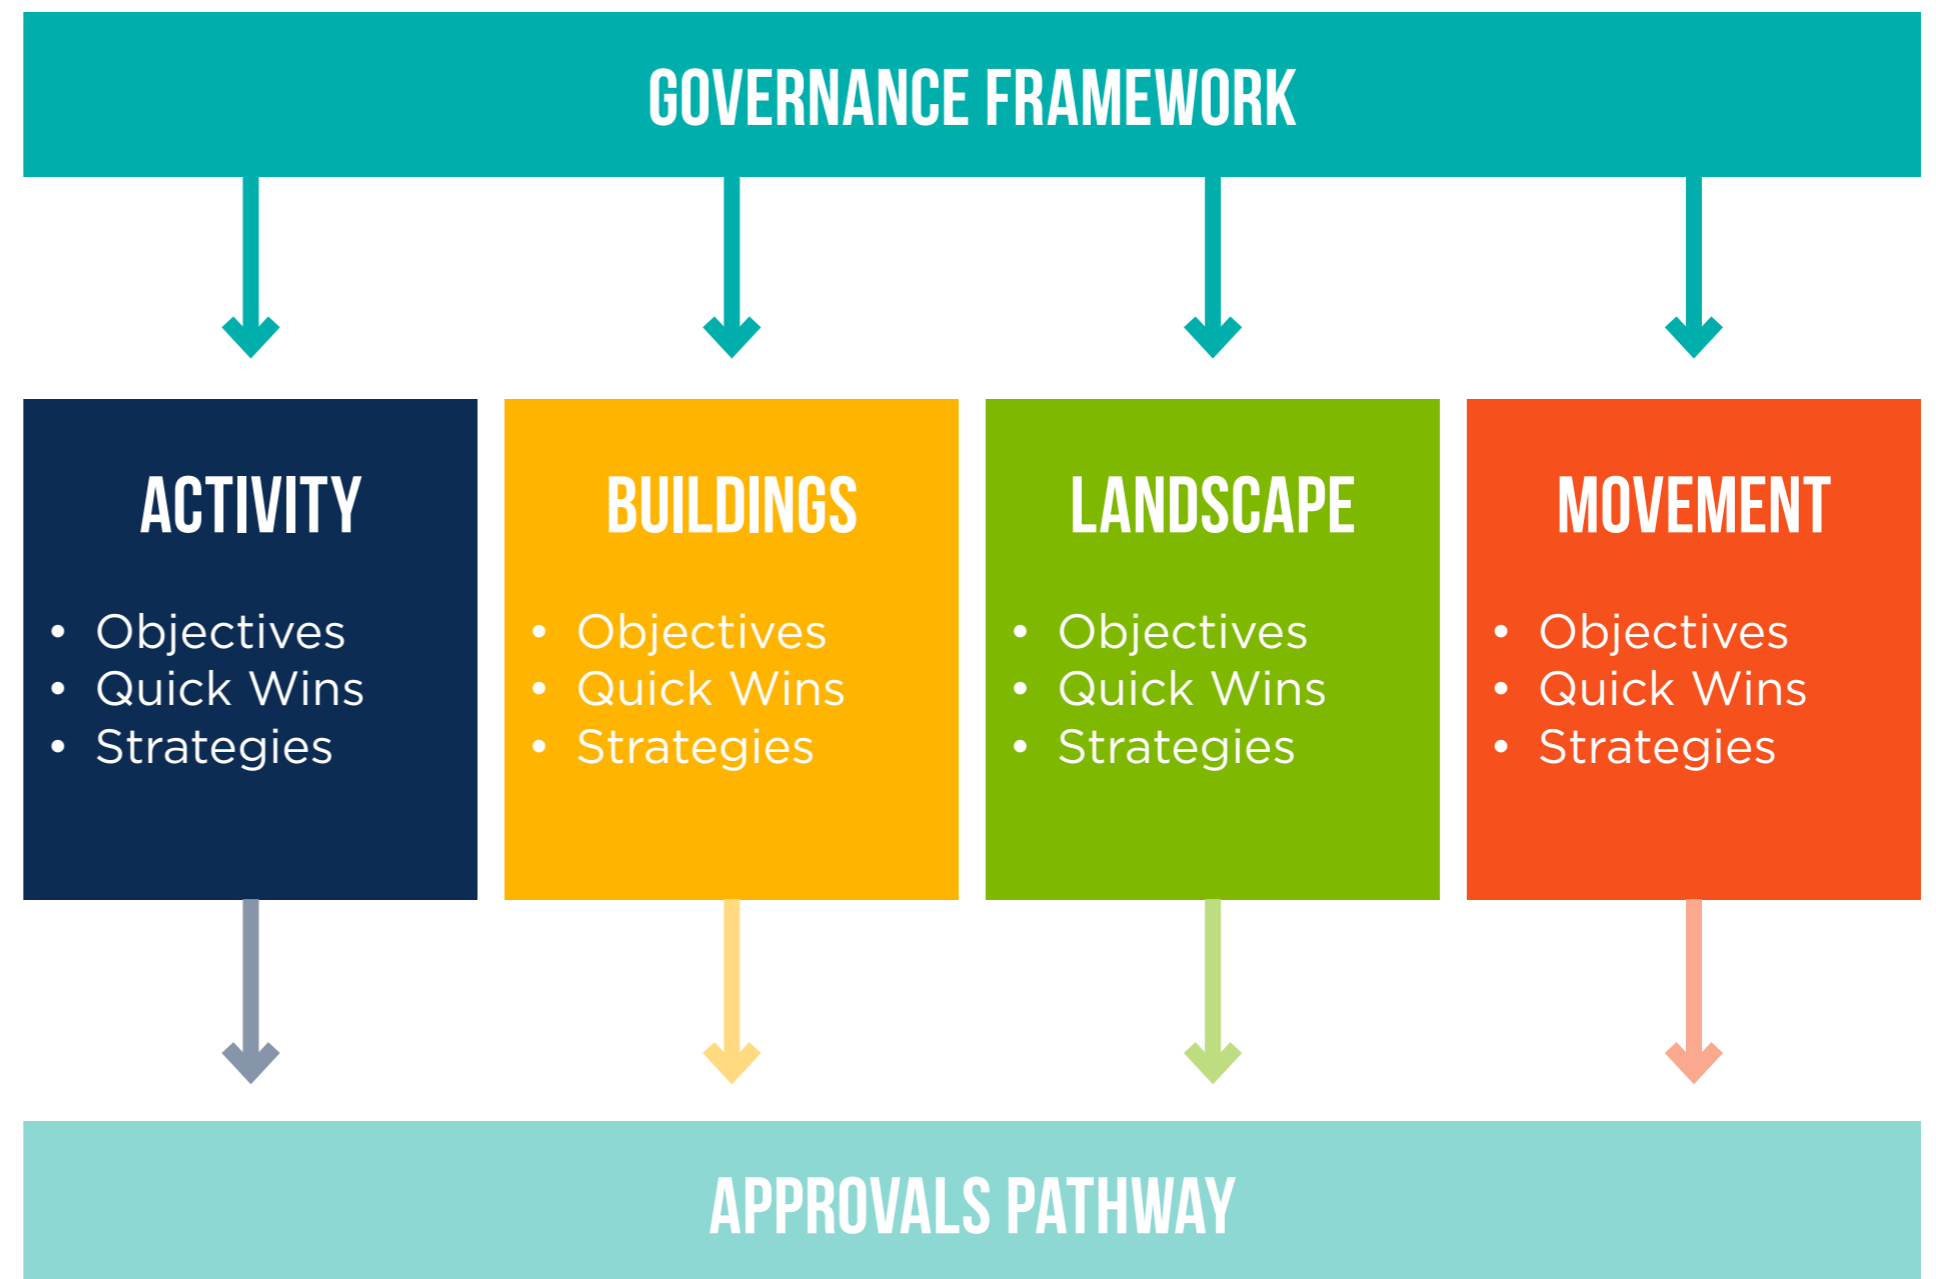 GOVERNANCE FRAMEWORK
ACTIVITY
• Objectives
• Quick Wins
• Strategies
BUILDINGS
• Objectives
• Quick Wins
• Strategies
LANDSCAPE
• Objectives
• Quick Wins
• Strategies
MOVEMENT
• Objectives
• Quick Wins
• Strategies
APPROVALS PATHWAY